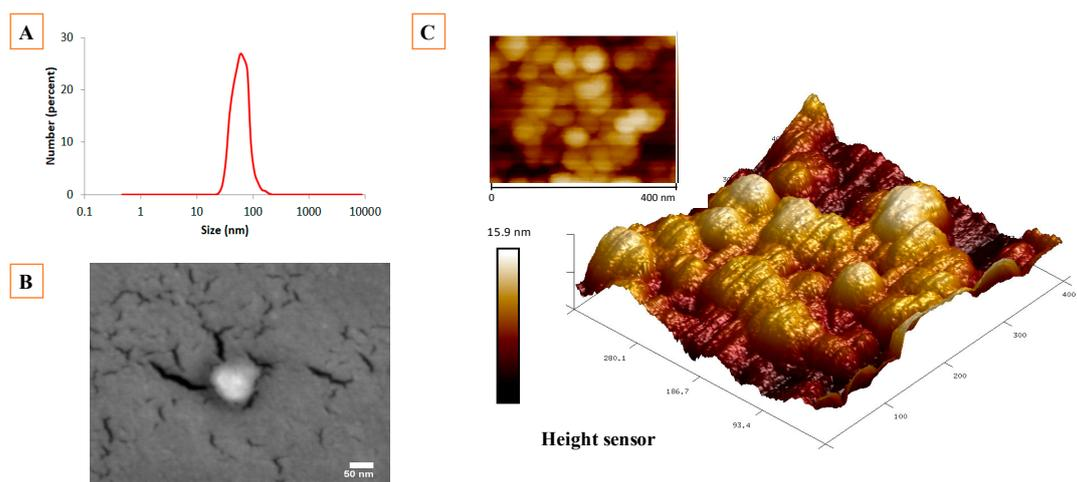 A
Number (percent)
30
20
10
0
0.1 1 10 100 1000 10000
Size (nm)
B
50 nm
C
0 400 nm
15.9 nm
Height sensor
280.1
186.7
93.4
100
200
300
400